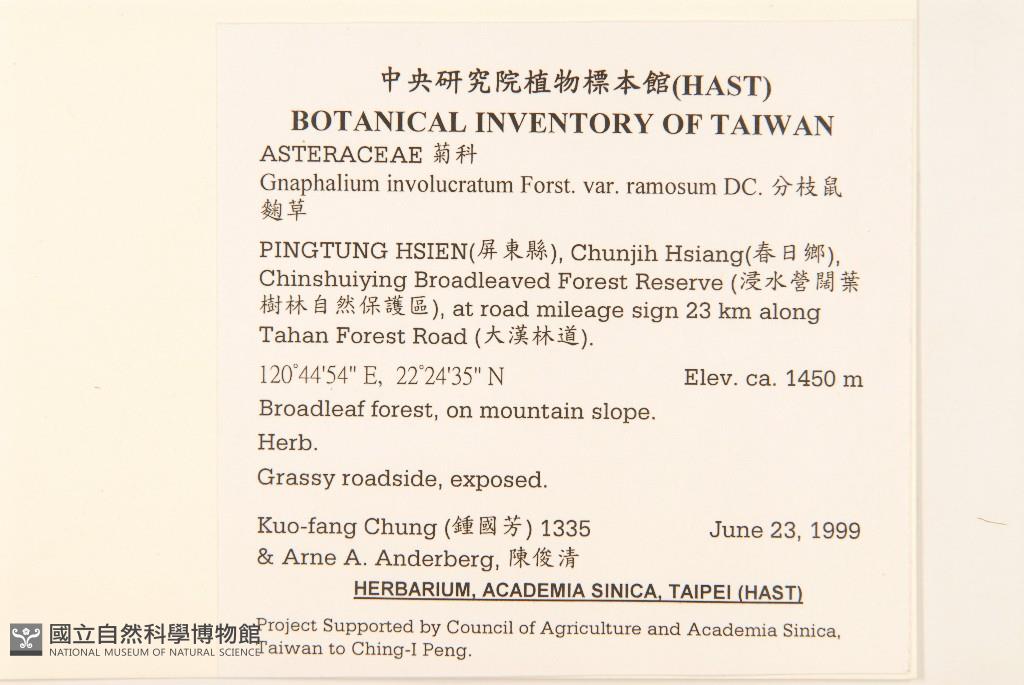 中央研究院植物標本館(HAST)
BOTANICAL INVENTORY OF TAIWAN
ASTERACEAE 菊科
Gnaphalium involucratum Forst. var. ramosum DC. 分枝鼠
麴草
PINGTUNG HSIEN(屏東縣), Chunjih Hsiang(春日鄉),
Chinshuiying Broadleaved Forest Reserve (浸水營闊葉
樹林自然保護區), at road mileage sign 23 km along
Tahan Forest Road (大漢林道).
120°44'54" E, 22°24'35" N Elev. ca. 1450 m
Broadleaf forest, on mountain slope.
Herb.
Grassy roadside, exposed.
Kuo-fang Chung (鍾國芳) 1335 June 23, 1999
& Arne A. Anderberg, 陳俊清
HERBARIUM, ACADEMIA SINICA, TAIPEI (HAST)
Project Supported by Council of Agriculture and Academia Sinica,
Taiwan to Ching-I Peng.
國立自然科學博物館
NATIONAL MUSEUM OF NATURAL SCIENCE